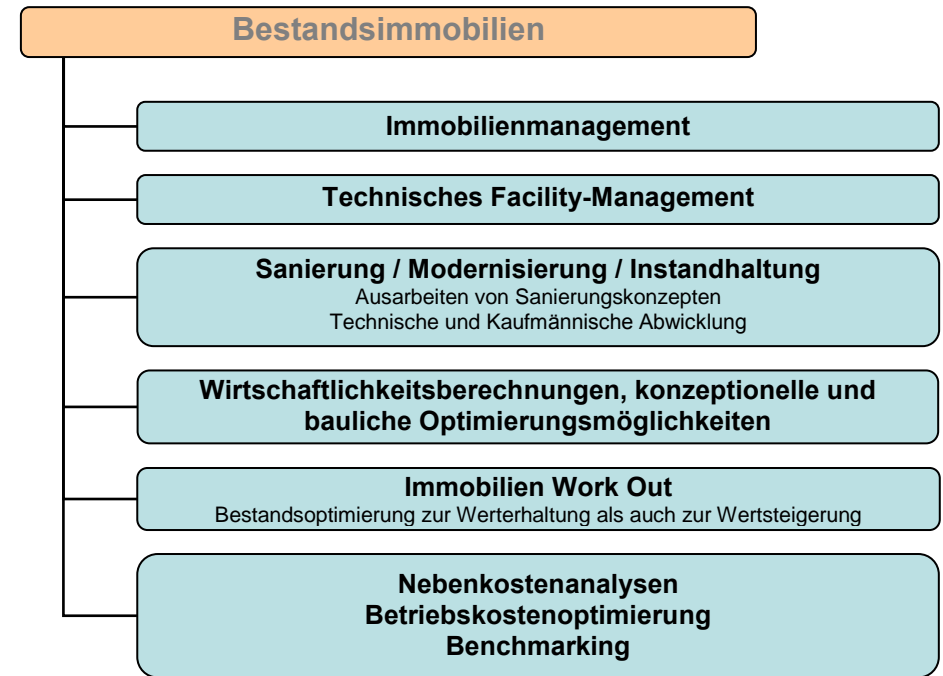 Bestandsimmobilien
Immobilienmanagement
Technisches Facility-Management
Sanierung / Modernisierung / Instandhaltung
Ausarbeiten von Sanierungskonzepten
Technische und Kaufmännische Abwicklung
Wirtschaftlichkeitsberechnungen, konzeptionelle und
bauliche Optimierungsmöglichkeiten
Immobilien Work Out
Bestandsoptimierung zur Werterhaltung als auch zur Wertsteigerung
Nebenkostenanalysen
Betriebskostenoptimierung
Benchmarking